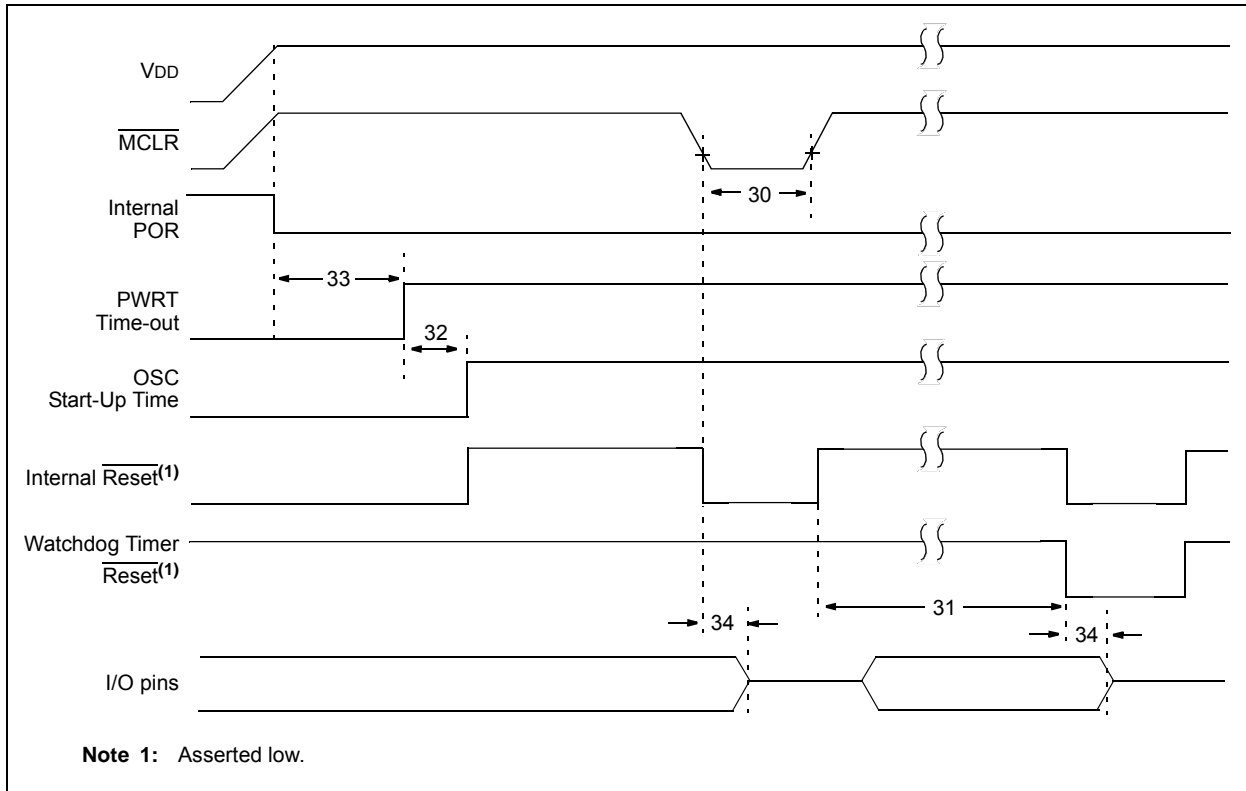 VDD
MCLR
30
Internal
POR
33
PWRT
Time-out
32
OSC
Start-Up Time
Internal Reset(1)
Watchdog Timer
Reset(1)
31
34
34
I/O pins
Note 1: Asserted low.